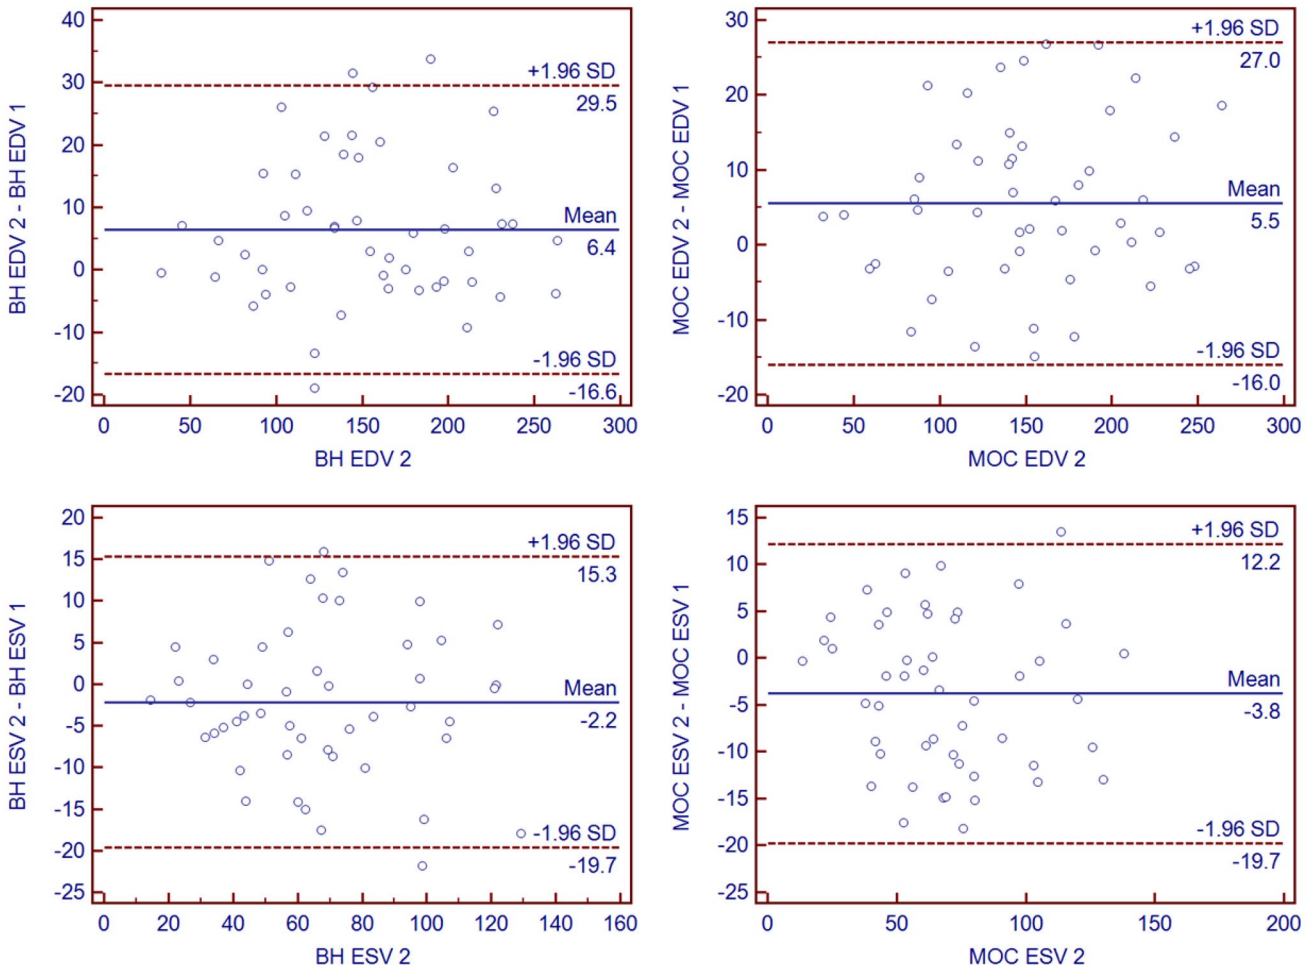 40
30
20
10
0
-10
-20
BH EDV 2 - BH EDV 1
+1.96 SD
29.5
Mean
6.4
-1.96 SD
-16.6
0 50 100 150 200 250 300
BH EDV 2
30
20
10
0
-10
-20
MOC EDV 2 - MOC EDV 1
+1.96 SD
27.0
Mean
5.5
-1.96 SD
-16.0
0 50 100 150 200 250 300
MOC EDV 2
20
15
10
5
0
-5
-10
-15
-20
-25
BH ESV 2 - BH ESV 1
+1.96 SD
15.3
Mean
-2.2
-1.96 SD
-19.7
0 20 40 60 80 100 120 140 160
BH ESV 2
15
10
5
0
-5
-10
-15
-20
-25
MOC ESV 2 - MOC ESV 1
+1.96 SD
12.2
Mean
-3.8
-1.96 SD
-19.7
0 50 100 150 200
MOC ESV 2